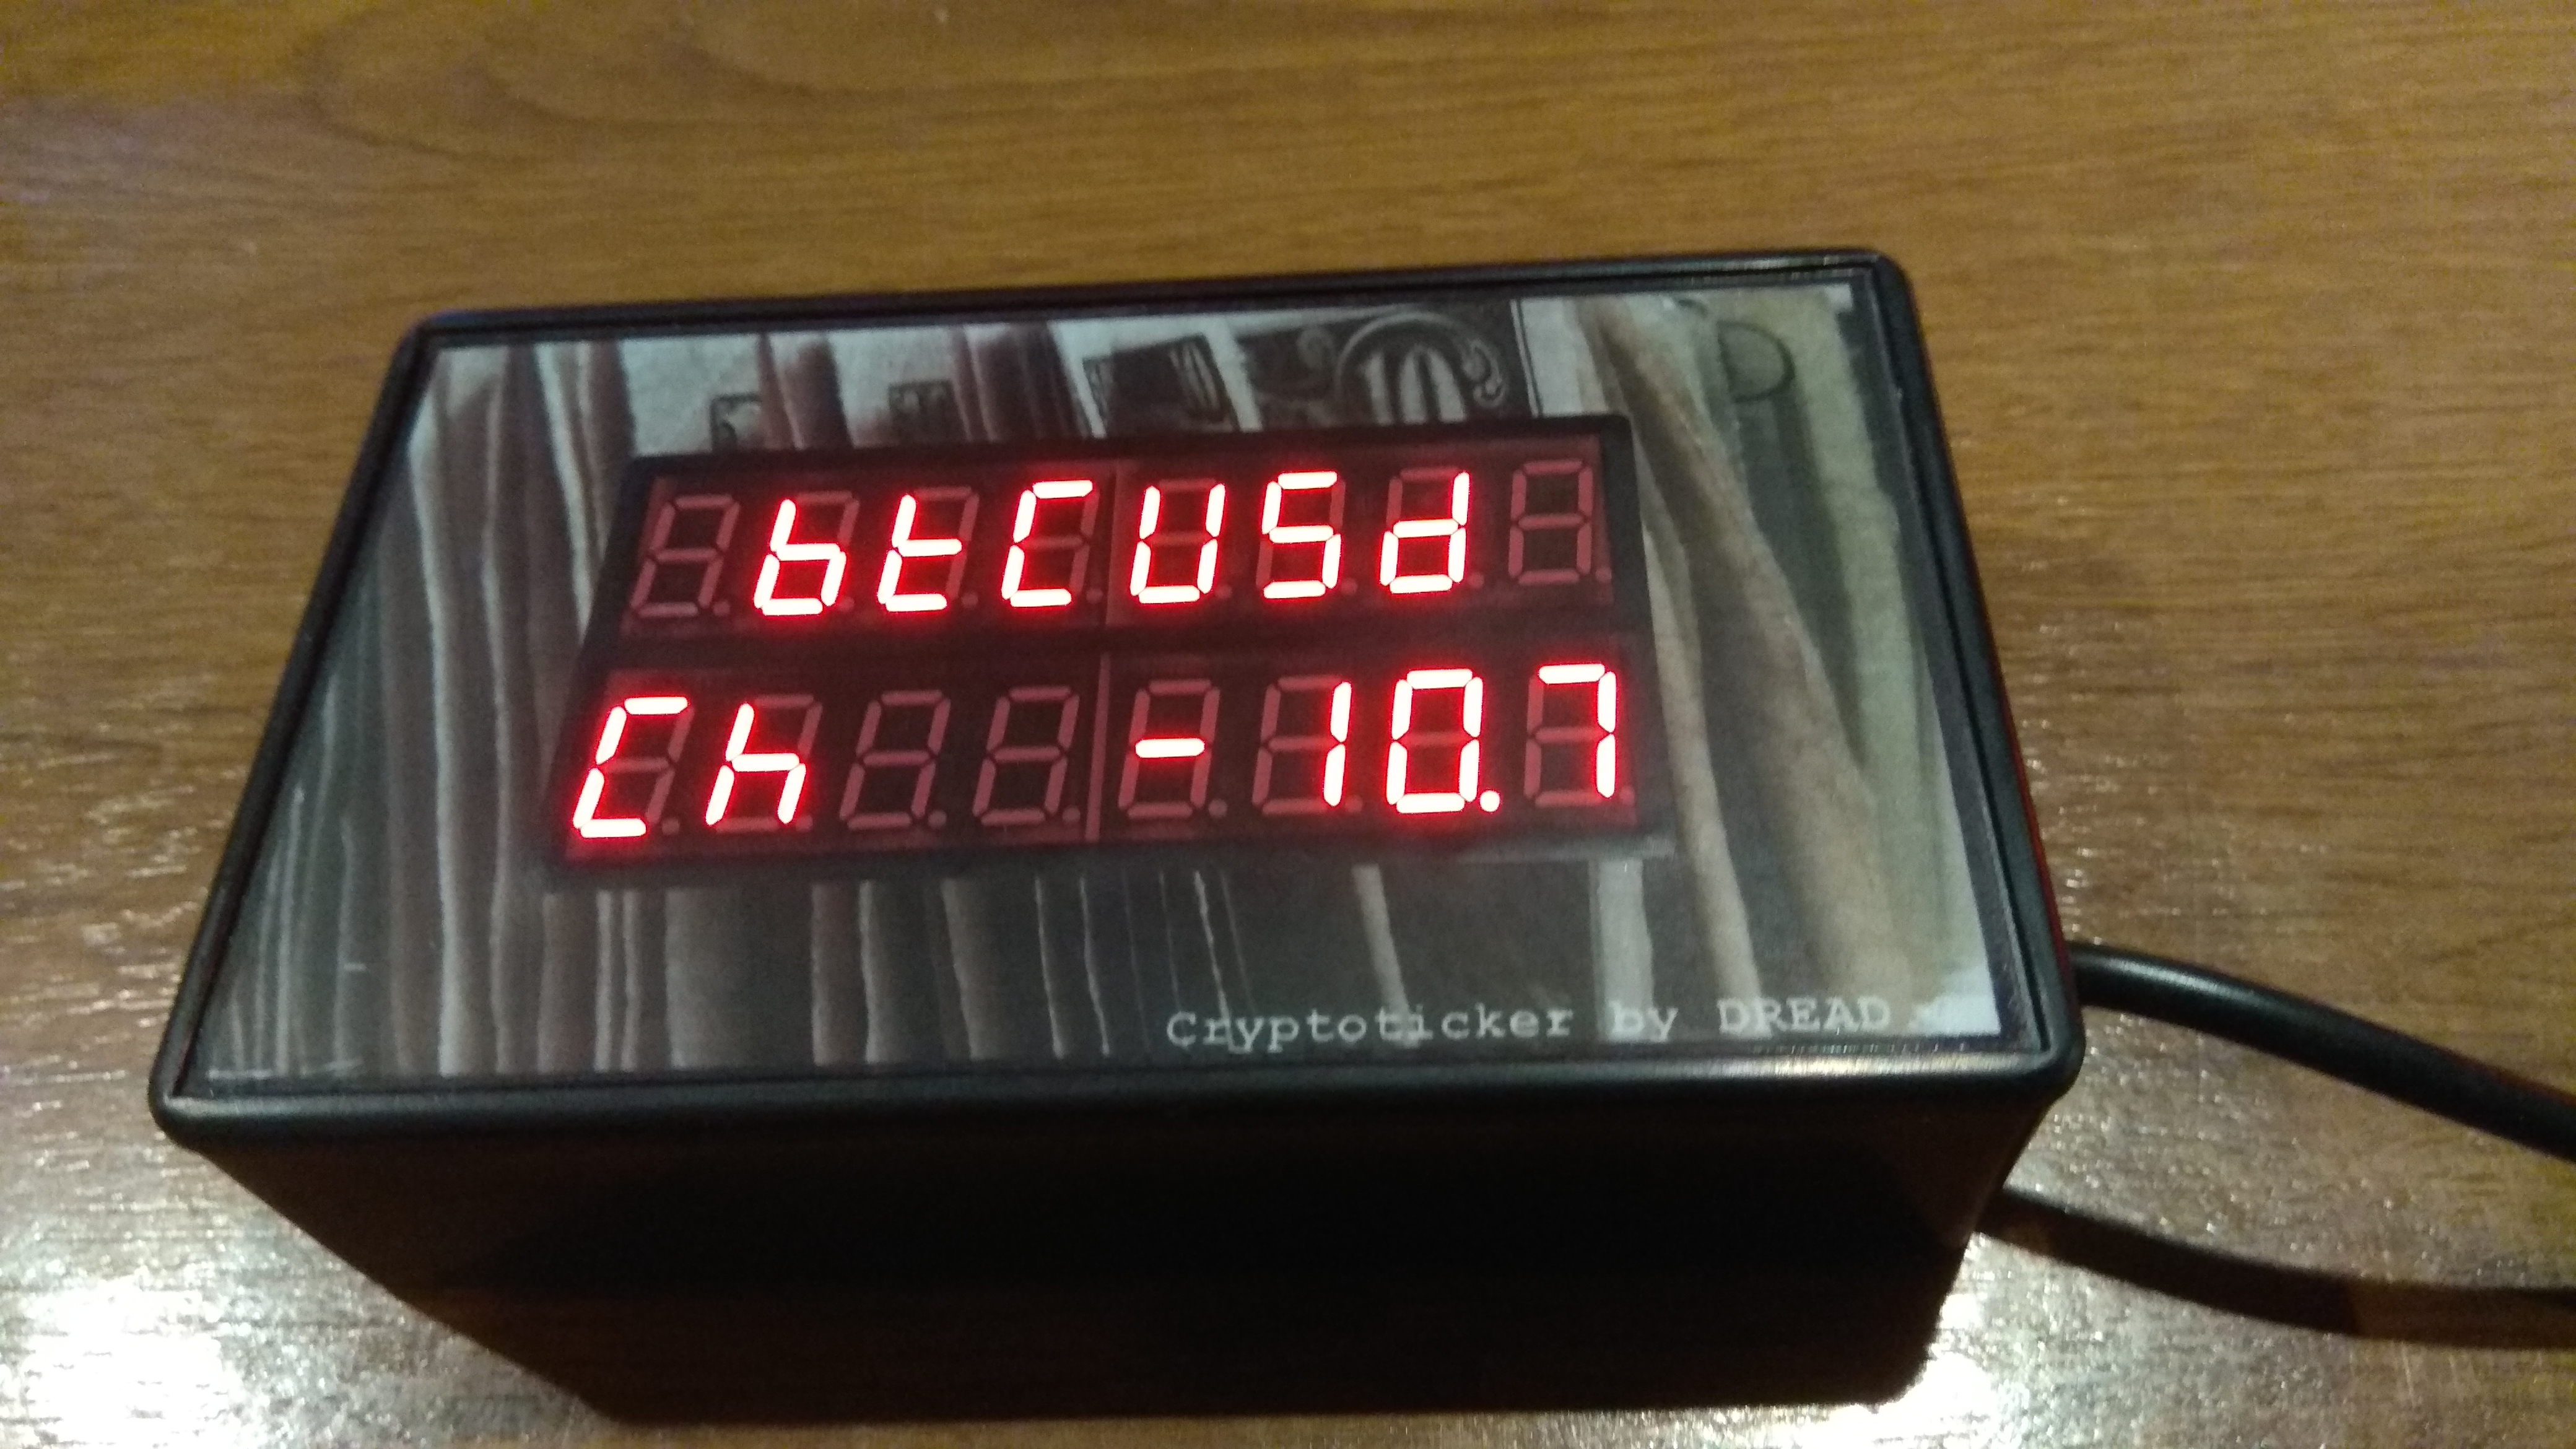 btCUSd
Ch -10.7
Cryptoticker by DREAD